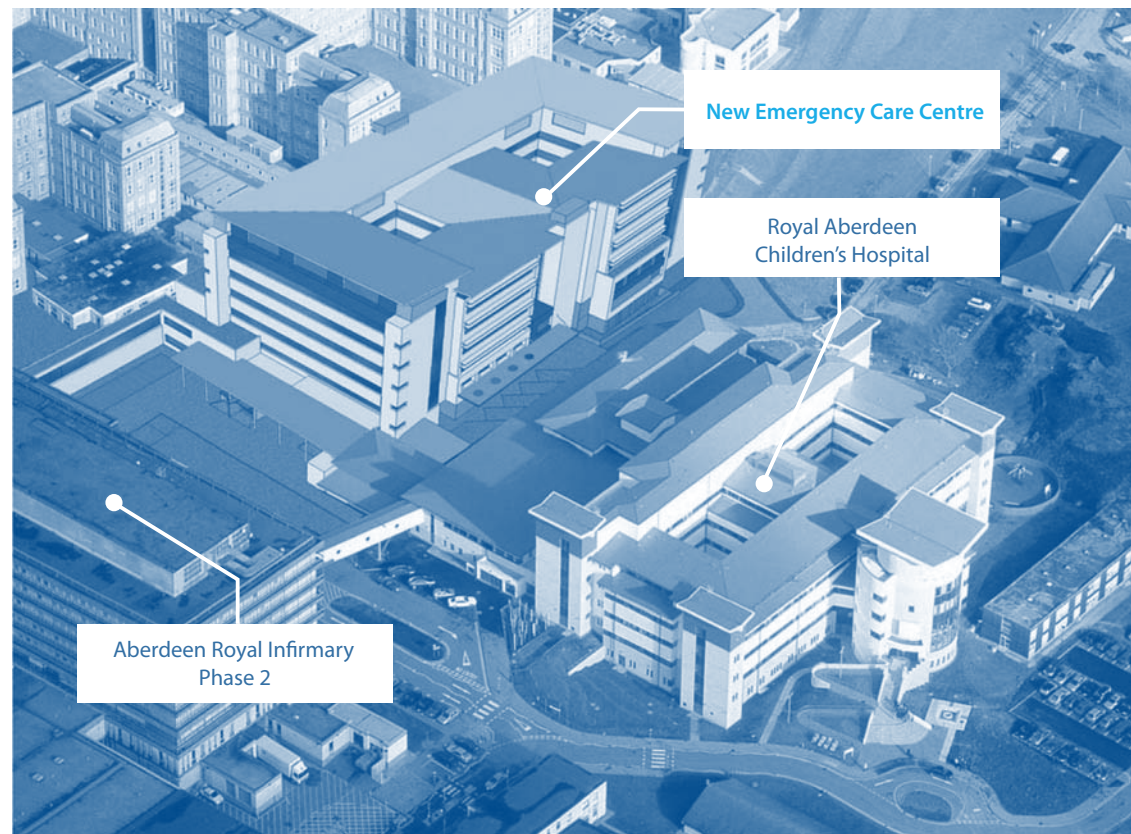 New Emergency Care Centre
Royal Aberdeen
Children’s Hospital
Aberdeen Royal Infirmary
Phase 2